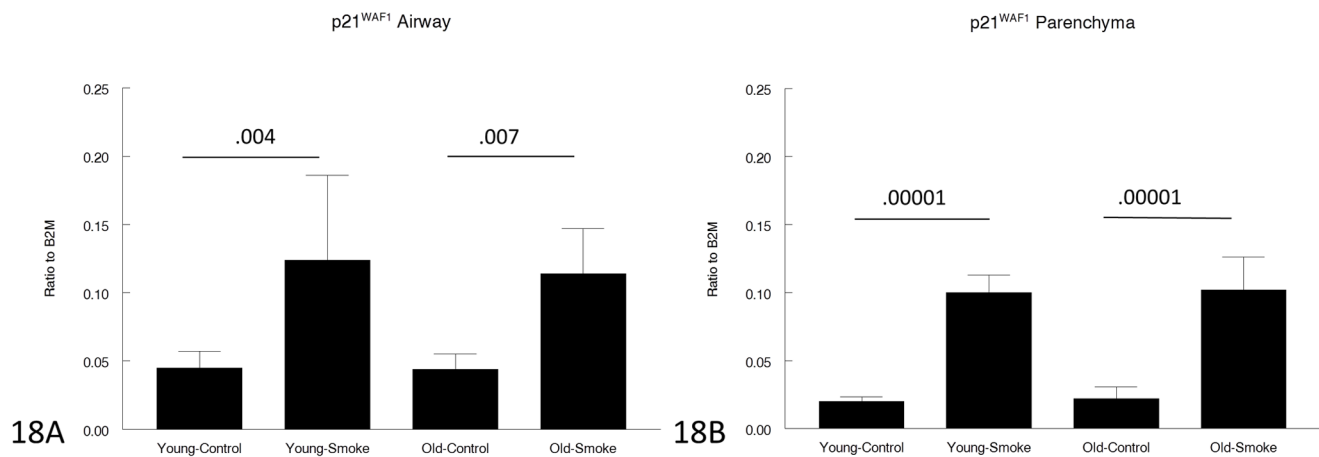 p21WAF1 Airway
0.25
0.20
0.15
0.10
0.05
0.00
Ratio to B2M
.004
.007
Young-Control
Young-Smoke
Old-Control
Old-Smoke
18A
p21WAF1 Parenchyma
0.25
0.20
0.15
0.10
0.05
0.00
Ratio to B2M
.00001
.00001
Young-Control
Young-Smoke
Old-Control
Old-Smoke
18B